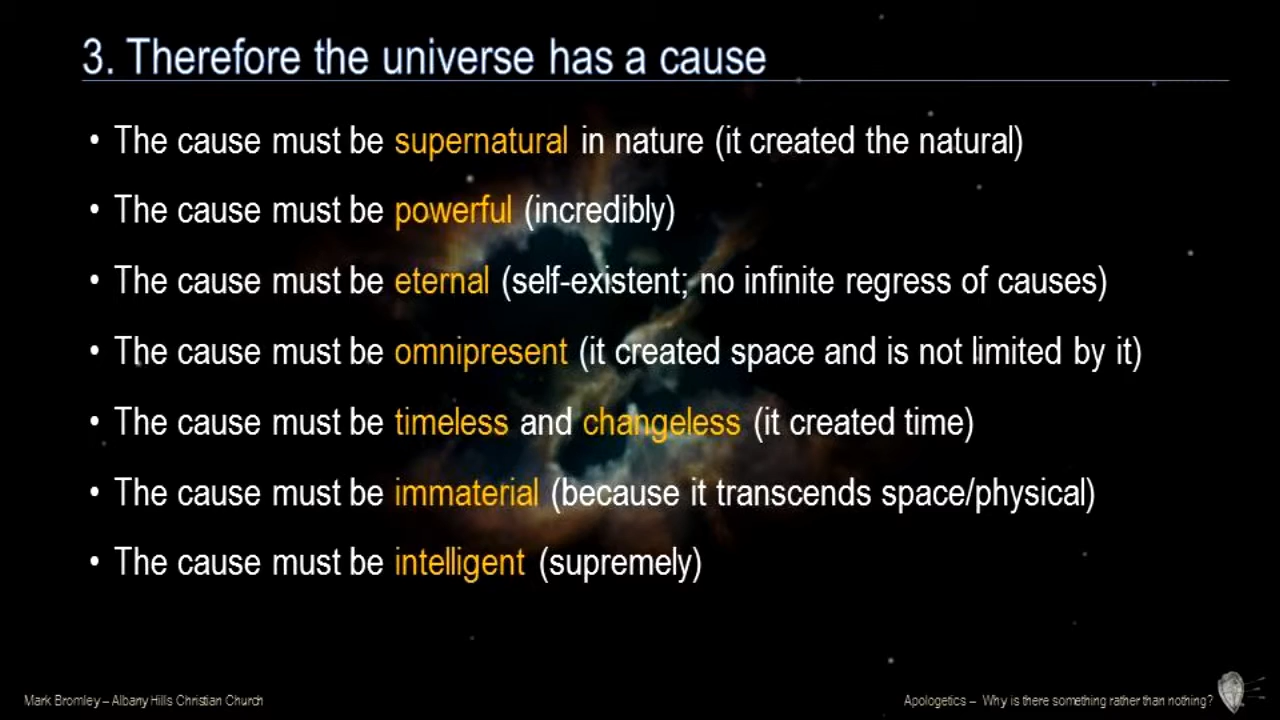 3. Therefore the universe has a cause
• The cause must be supernatural in nature (it created the natural)
• The cause must be powerful (incredibly)
• The cause must be eternal (self-existent; no infinite regress of causes)
• The cause must be omnipresent (it created space and is not limited by it)
• The cause must be timeless and changeless (it created time)
• The cause must be immaterial (because it transcends space/physical)
• The cause must be intelligent (supremely)
Mark Bromley – Albany Hills Christian Church
Apologetics – Why is there something rather than nothing?